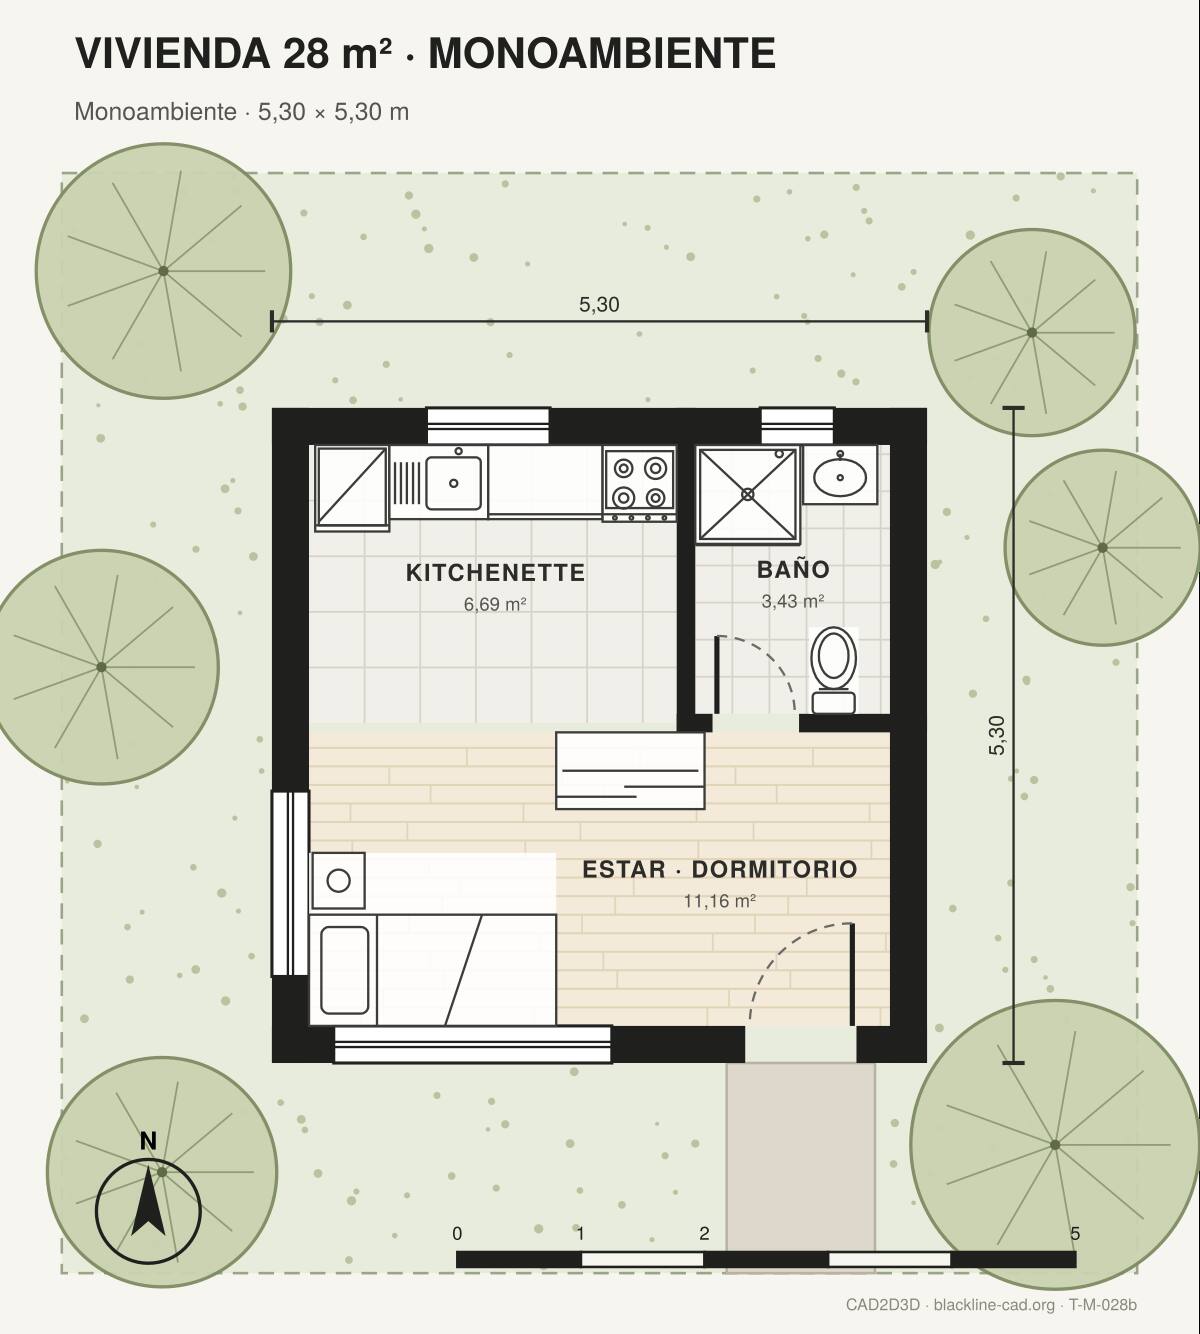 VIVIENDA 28 m² · MONOAMBIENTE
Monoambiente · 5,30 × 5,30 m
5,30
KITCHENETTE
6,69 m²
BAÑO
3,43 m²
5,30
ESTAR · DORMITORIO
11,16 m²
N
0 1 2 5
CAD2D3D · blackline-cad.org · T-M-028b